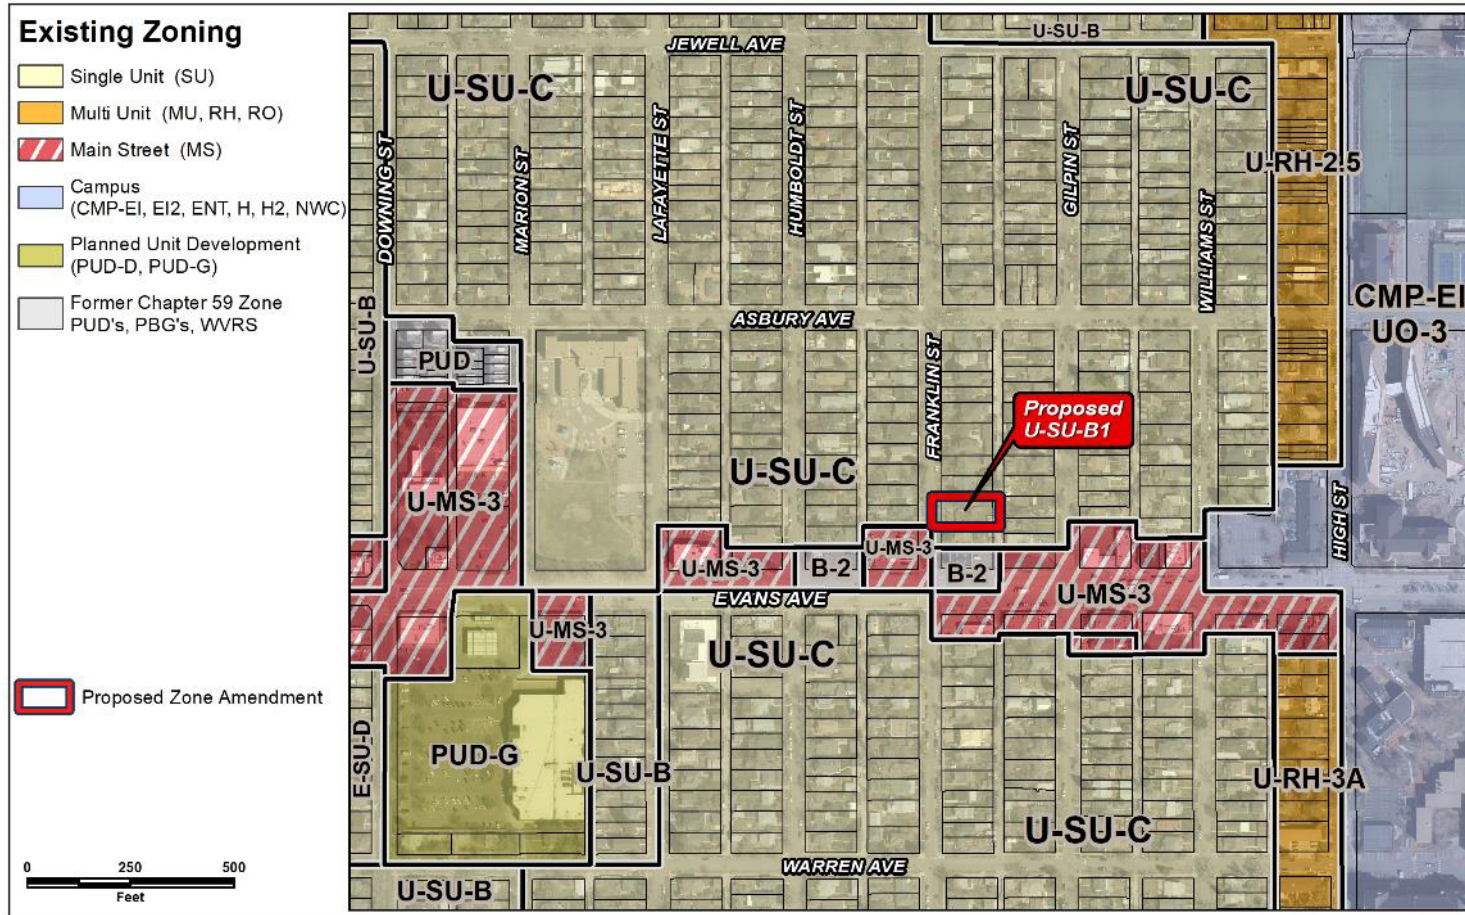 Existing Zoning
Single Unit (SU)
Multi Unit (MU, RH, RO)
Main Street (MS)
Campus
(CMP-EI, EI2, ENT, H, H2, NWC)
Planned Unit Development
(PUD-D, PUD-G)
Former Chapter 59 Zone
PUD's, PBG's, WVRS
Proposed Zone Amendment
0 250 500
Feet
JEWELL AVE
U-SU-B
U-SU-C
U-SU-C
DOWNING ST
MARION ST
LAFAYETTE ST
HUMBOLDT ST
GILPIN ST
WILLIAMS ST
U-RH-2.5
CMP-EI
UO-3
U-SU-B
ASBURY AVE
PUD
FRANKLIN ST
Proposed
U-SU-B1
U-SU-C
U-MS-3
HIGH ST
U-MS-3
B-2
U-MS-3
B-2
U-MS-3
EVANS AVE
U-MS-3
U-SU-C
E-SU-D
PUD-G
U-SU-B
U-RH-3A
U-SU-C
WARREN AVE
U-SU-B